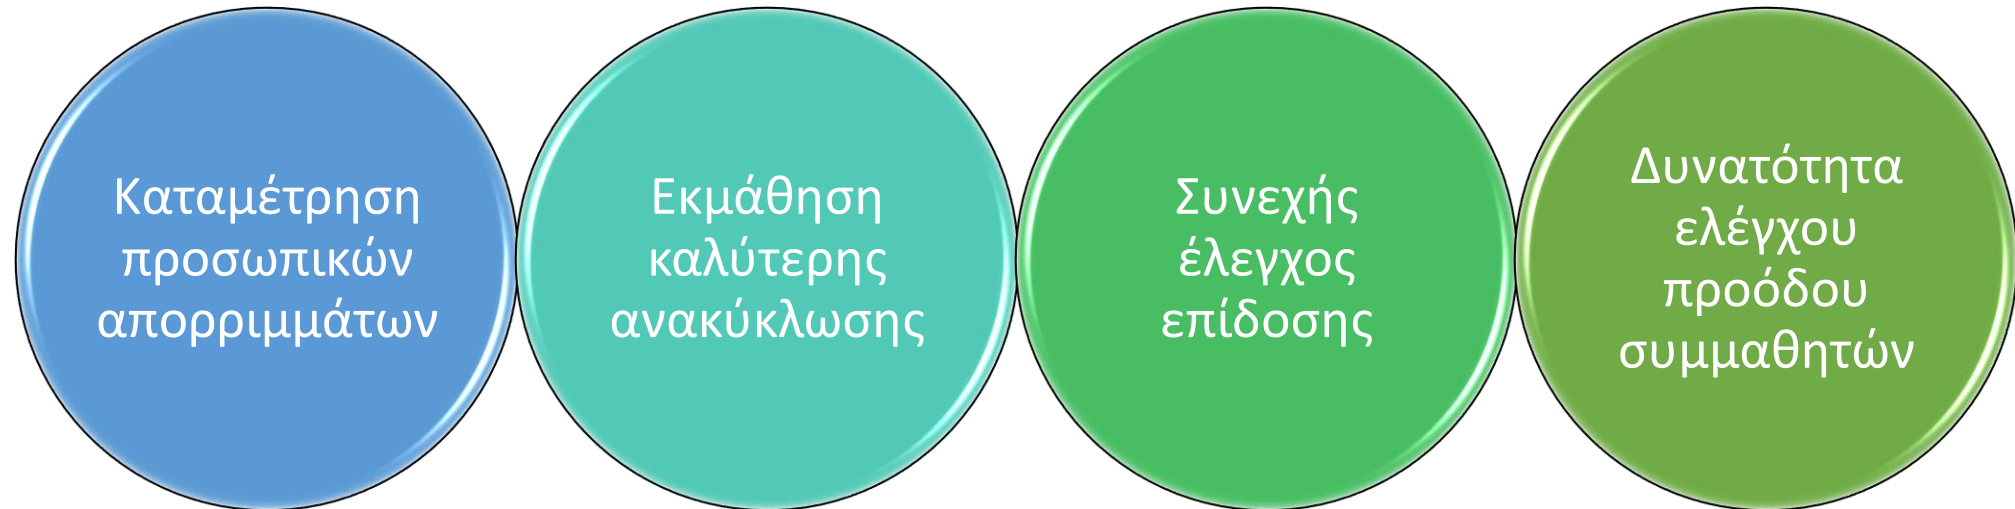 Καταμέτρηση
προσωπικών
απορριμμάτων
Εκμάθηση
καλύτερης
ανακύκλωσης
Συνεχής
έλεγχος
επίδοσης
Δυνατότητα
ελέγχου
προόδου
συμμαθητών